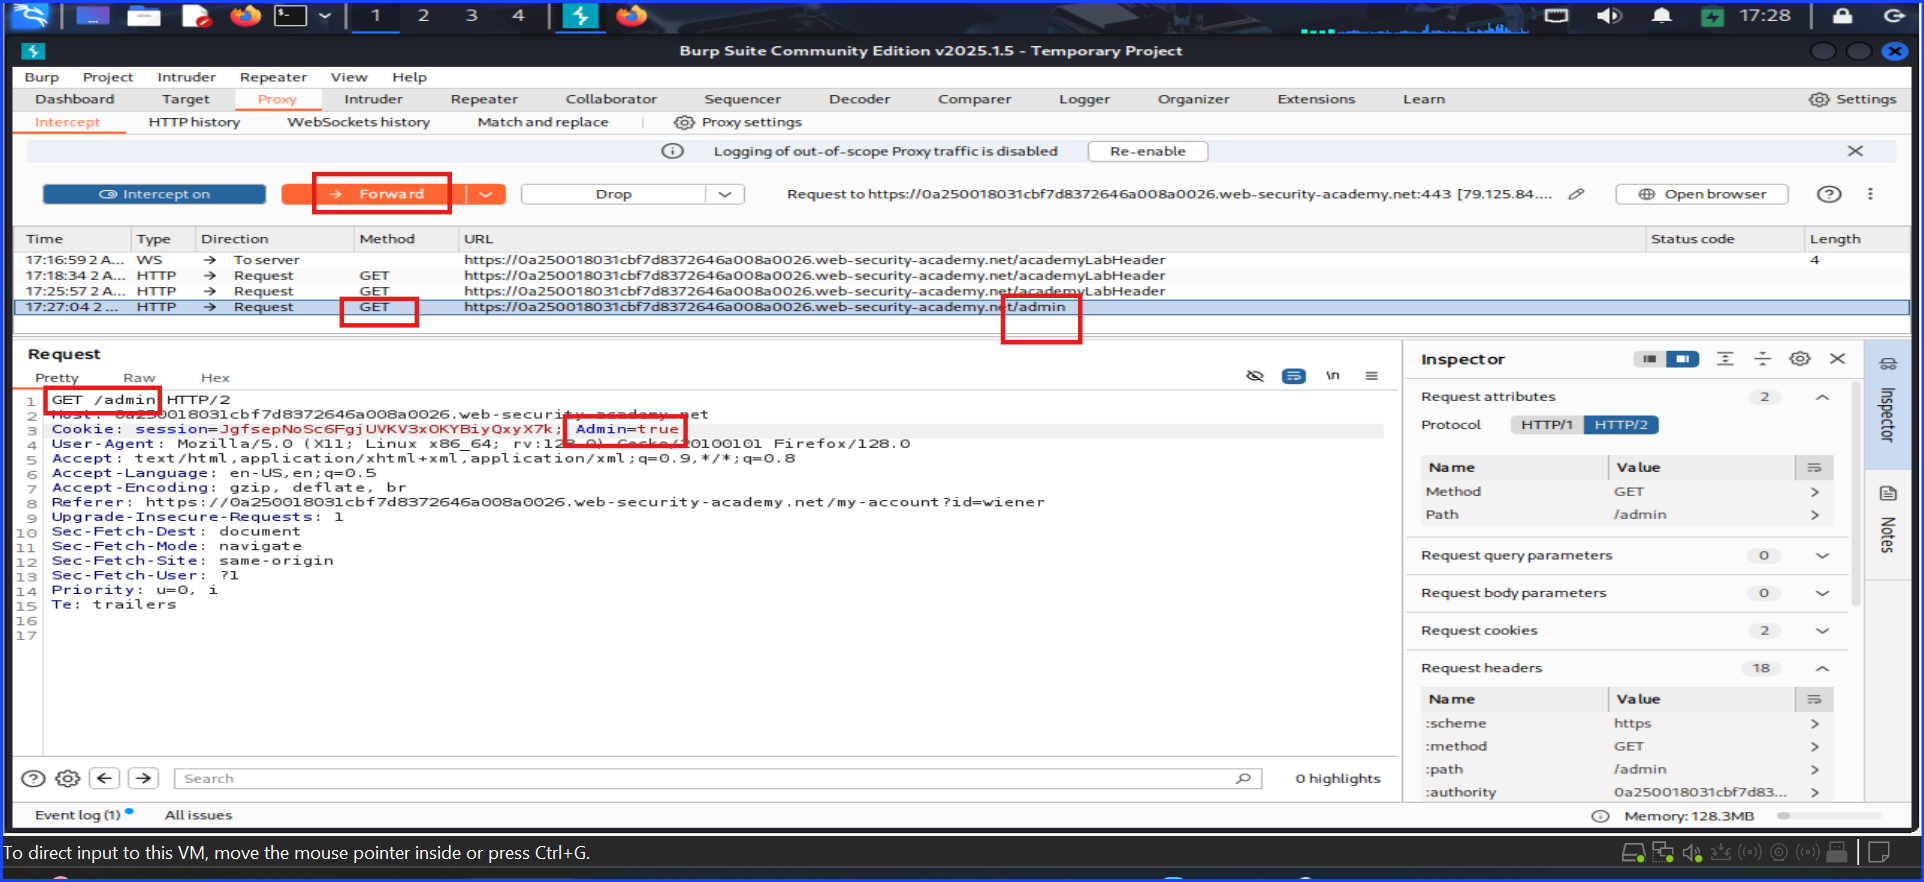 1 2 3 4 17:28
Burp Suite Community Edition v2025.1.5 - Temporary Project
Burp Project Intruder Repeater View Help
Dashboard Target Proxy Intruder Repeater Collaborator Sequencer Decoder Comparer Logger Organizer Extensions Learn Settings
Intercept HTTP history WebSockets history Match and replace Proxy settings
Logging of out-of-scope Proxy traffic is disabled Re-enable
Intercept on Forward Drop Request to https://0a250018031cbf7d8372646a008a0026.web-security-academy.net:443 [79.125.84.... Open browser
Time Type Direction Method URL Status code Length
17:16:59 2 A... WS To server https://0a250018031cbf7d8372646a008a0026.web-security-academy.net/academyLabHeader 4
17:18:34 2 A... HTTP Request GET https://0a250018031cbf7d8372646a008a0026.web-security-academy.net/academyLabHeader
17:25:57 2 A... HTTP Request GET https://0a250018031cbf7d8372646a008a0026.web-security-academy.net/academyLabHeader
17:27:04 2 ... HTTP Request GET https://0a250018031cbf7d8372646a008a0026.web-security-academy.net/admin
Request
Pretty Raw Hex \n
1 GET /admin HTTP/2
2 Host: 0a250018031cbf7d8372646a008a0026.web-security-academy.net
3 Cookie: session=JgfsepNoSc6FgjUVKV3xOKYBiyQxyX7k; Admin=true
4 User-Agent: Mozilla/5.0 (X11; Linux x86_64; rv:128.0) Gecko/20100101 Firefox/128.0
5 Accept: text/html,application/xhtml+xml,application/xml;q=0.9,*/*;q=0.8
6 Accept-Language: en-US,en;q=0.5
7 Accept-Encoding: gzip, deflate, br
8 Referer: https://0a250018031cbf7d8372646a008a0026.web-security-academy.net/my-account?id=wiener
9 Upgrade-Insecure-Requests: 1
10 Sec-Fetch-Dest: document
11 Sec-Fetch-Mode: navigate
12 Sec-Fetch-Site: same-origin
13 Sec-Fetch-User: ?1
14 Priority: u=0, i
15 Te: trailers
16
17
Search 0 highlights
Inspector
Request attributes 2
Protocol HTTP/1 HTTP/2
Name Value
Method GET
Path /admin
Request query parameters 0
Request body parameters 0
Request cookies 2
Request headers 18
Name Value
:scheme https
:method GET
:path /admin
:authority 0a250018031cbf7d83...
Inspector
Notes
Event log (1) All issues Memory: 128.3MB
To direct input to this VM, move the mouse pointer inside or press Ctrl+G.